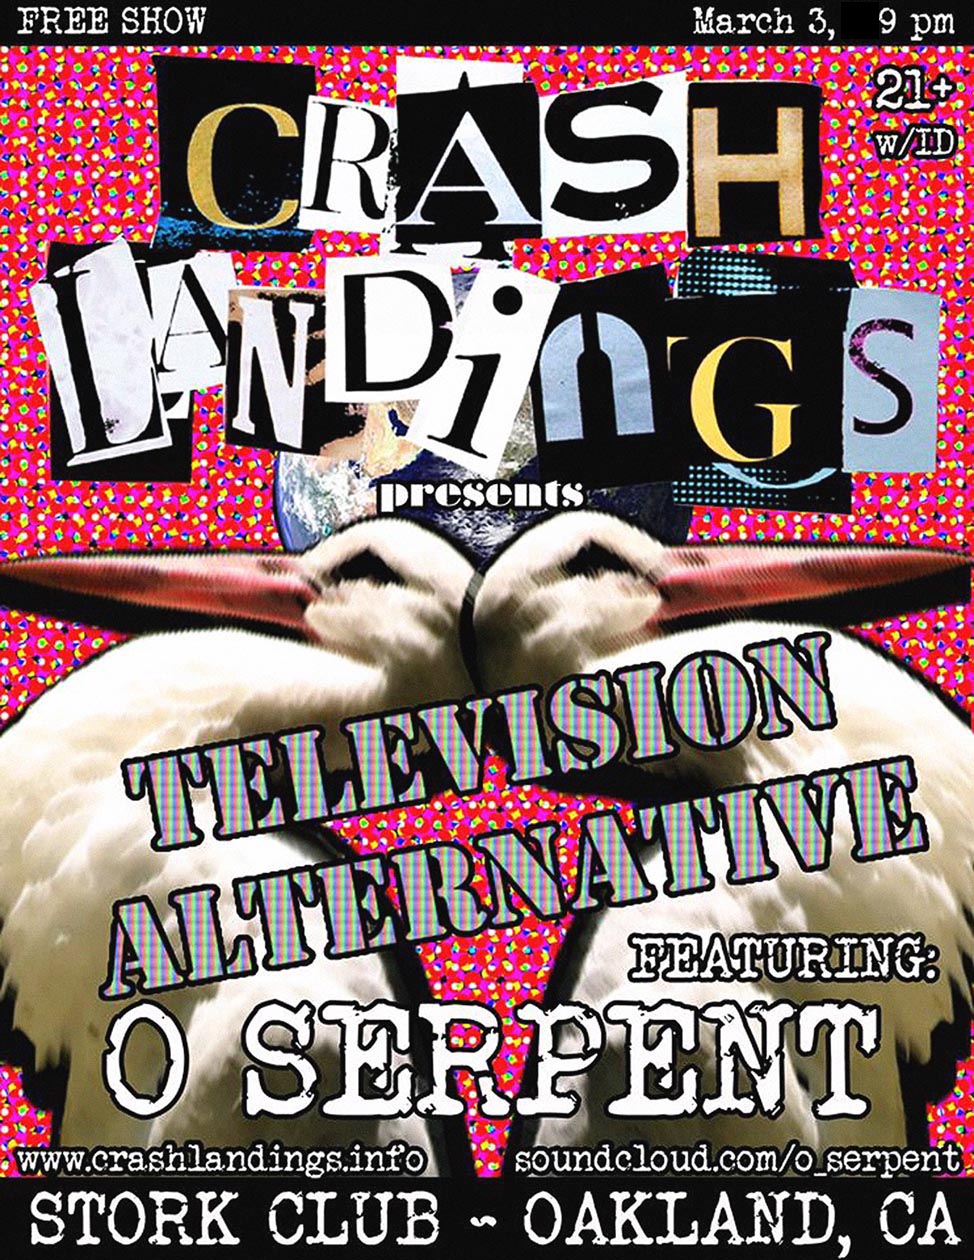 FREE SHOW
March 3, 9 pm
21+
w/ID
CRASH
LANDiNGS
presents
TELEVISION
ALTERNATIVE
FEATURING:
O SERPENT
www.crashlandings.info
soundcloud.com/o_serpent
STORK CLUB ~ OAKLAND, CA